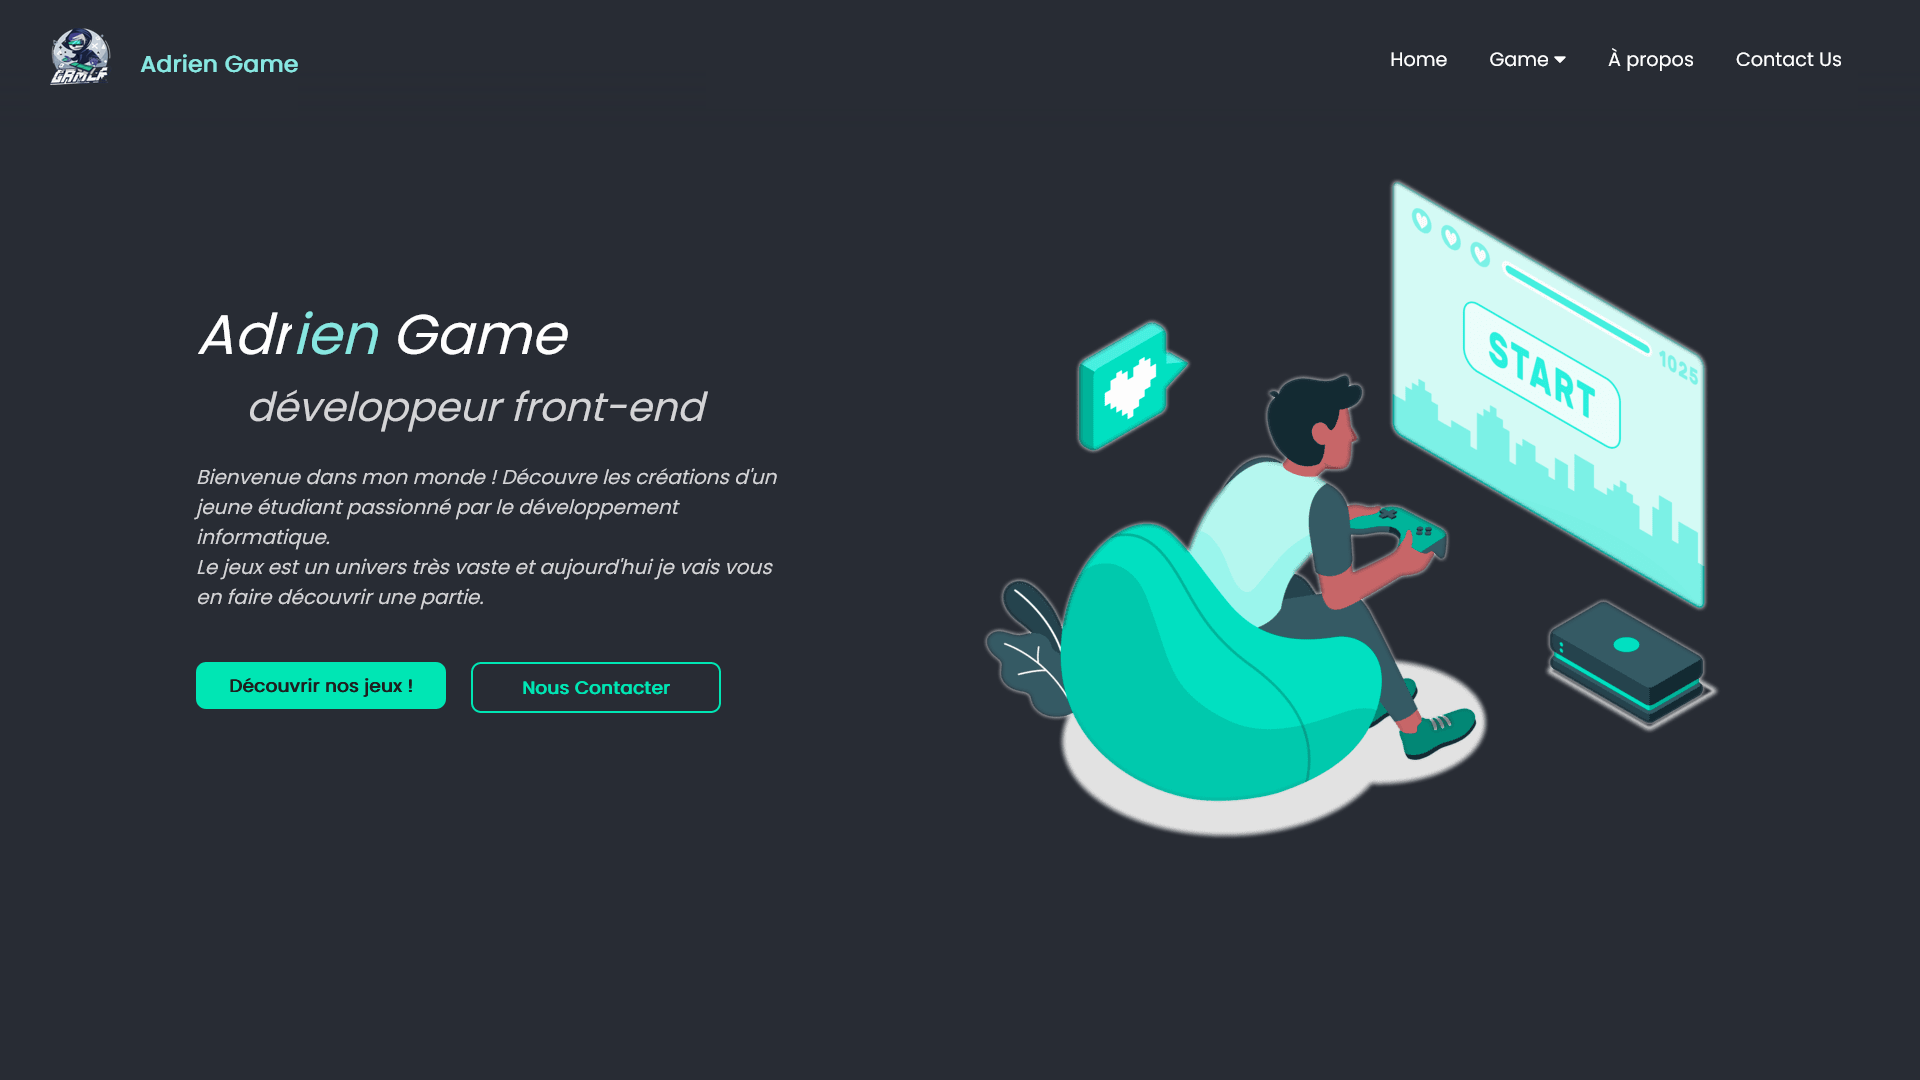 GAMER
Adrien Game
Home
Game
À propos
Contact Us
Adrien Game
développeur front-end
Bienvenue dans mon monde ! Découvre les créations d'un
jeune étudiant passionné par le développement
informatique.
Le jeux est un univers très vaste et aujourd'hui je vais vous
en faire découvrir une partie.
Découvrir nos jeux !
Nous Contacter
START
1025